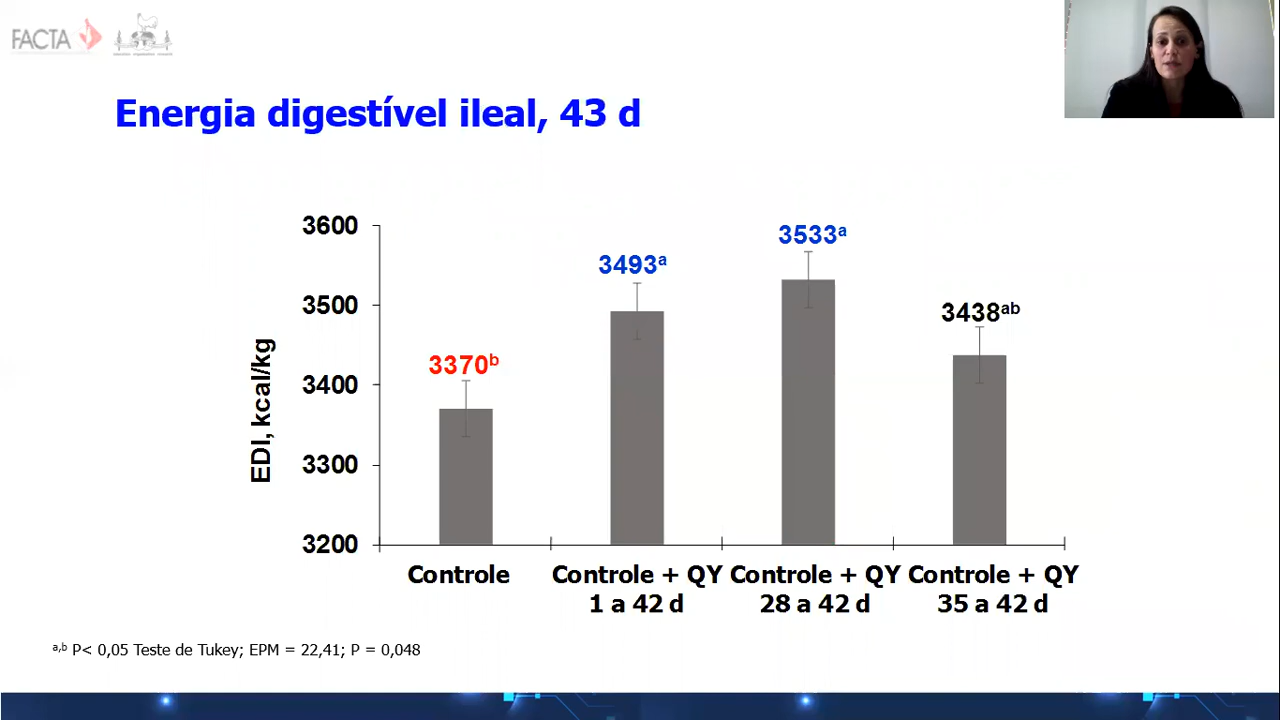 FACTA
Energia digestível ileal, 43 d
EDI, kcal/kg
3600
3500
3400
3300
3200
3370ᵇ
3493ᵃ
3533ᵃ
3438ᵃᵇ
Controle
Controle + QY
1 a 42 d
Controle + QY
28 a 42 d
Controle + QY
35 a 42 d
ᵃ,ᵇ P< 0,05 Teste de Tukey; EPM = 22,41; P = 0,048